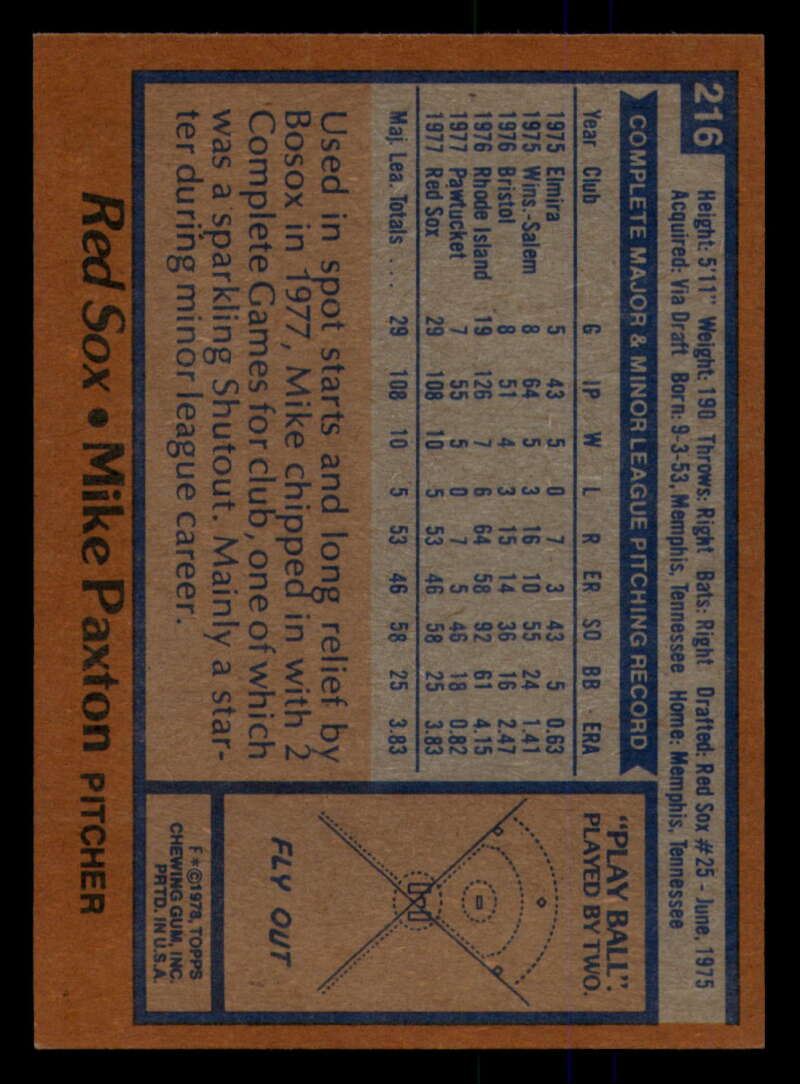 216
Height: 5'11" Weight: 190 Throws: Right Bats: Right Drafted: Red Sox #25 - June, 1975
Acquired: Via Draft Born: 9-3-53, Memphis, Tennessee Home: Memphis, Tennessee
COMPLETE MAJOR & MINOR LEAGUE PITCHING RECORD
Year Club G IP W L R ER SO BB ERA
1975 Elmira 5 43 5 0 7 3 43 5 0.63
1975 Wins.-Salem 8 64 5 3 16 10 55 24 1.41
1976 Bristol 8 51 4 3 15 14 36 16 2.47
1976 Rhode Island 19 126 7 6 64 58 92 61 4.15
1977 Pawtucket 7 55 5 0 7 5 46 18 0.82
1977 Red Sox 29 108 10 5 53 46 58 25 3.83
Maj. Lea. Totals .... 29 108 10 5 53 46 58 25 3.83
Used in spot starts and long relief by
Bosox in 1977, Mike chipped in with 2
Complete Games for club, one of which
was a sparkling Shutout. Mainly a star-
ter during minor league career.
"PLAY BALL".
PLAYED BY TWO.
FLY OUT
F*©1978, TOPPS
CHEWING GUM, INC.
PRTD. IN U.S.A.
Red Sox • Mike Paxton PITCHER